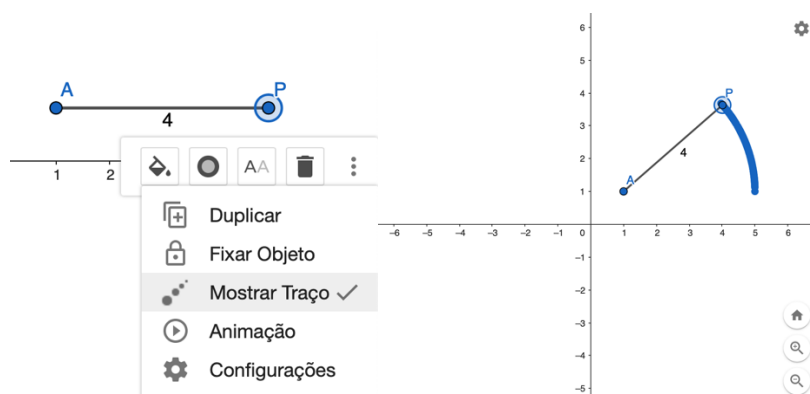 A P
4
AA
1 2
Duplicar
Fixar Objeto
Mostrar Traço
Animação
Configurações
6
5
4
3
2
1
P
4
A
-6 -5 -4 -3 -2 -1 0 1 2 3 4 5 6
-1
-2
-3
-4
-5